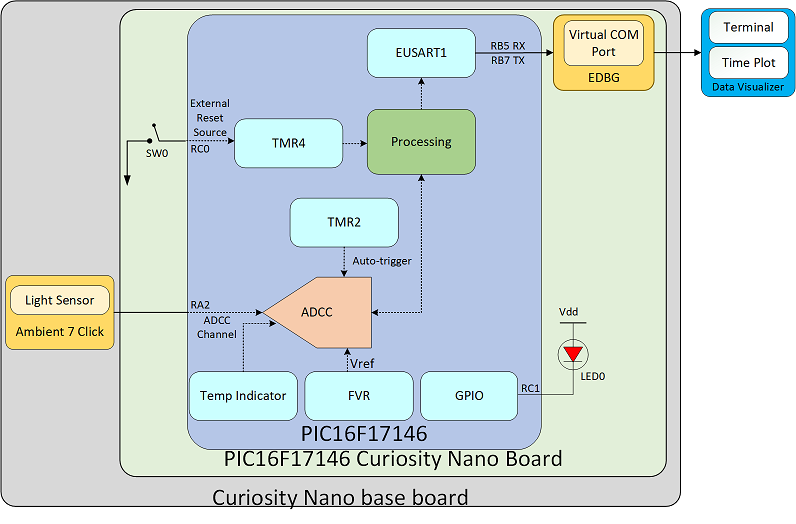 EUSART1
RB5 RX
RB7 TX
Virtual COM
Port
EDBG
Terminal
Time Plot
Data Visualizer
External
Reset
Source
RC0
SW0
TMR4
Processing
TMR2
Auto-trigger
Light Sensor
Ambient 7 Click
RA2
ADCC
Channel
ADCC
Vref
Vdd
LED0
RC1
Temp Indicator
FVR
GPIO
PIC16F17146
PIC16F17146 Curiosity Nano Board
Curiosity Nano base board